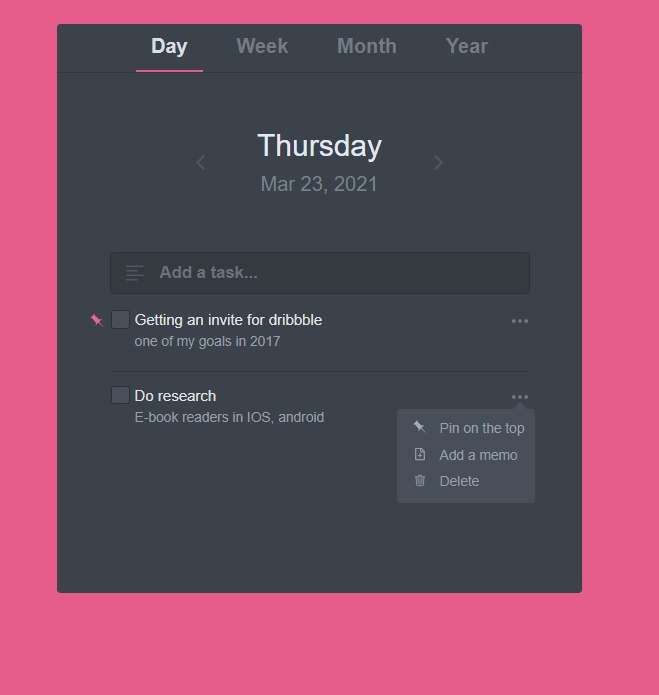 Day Week Month Year
Thursday
Mar 23, 2021
Add a task...
Getting an invite for dribbble
one of my goals in 2017
Do research
E-book readers in IOS, android
Pin on the top
Add a memo
Delete